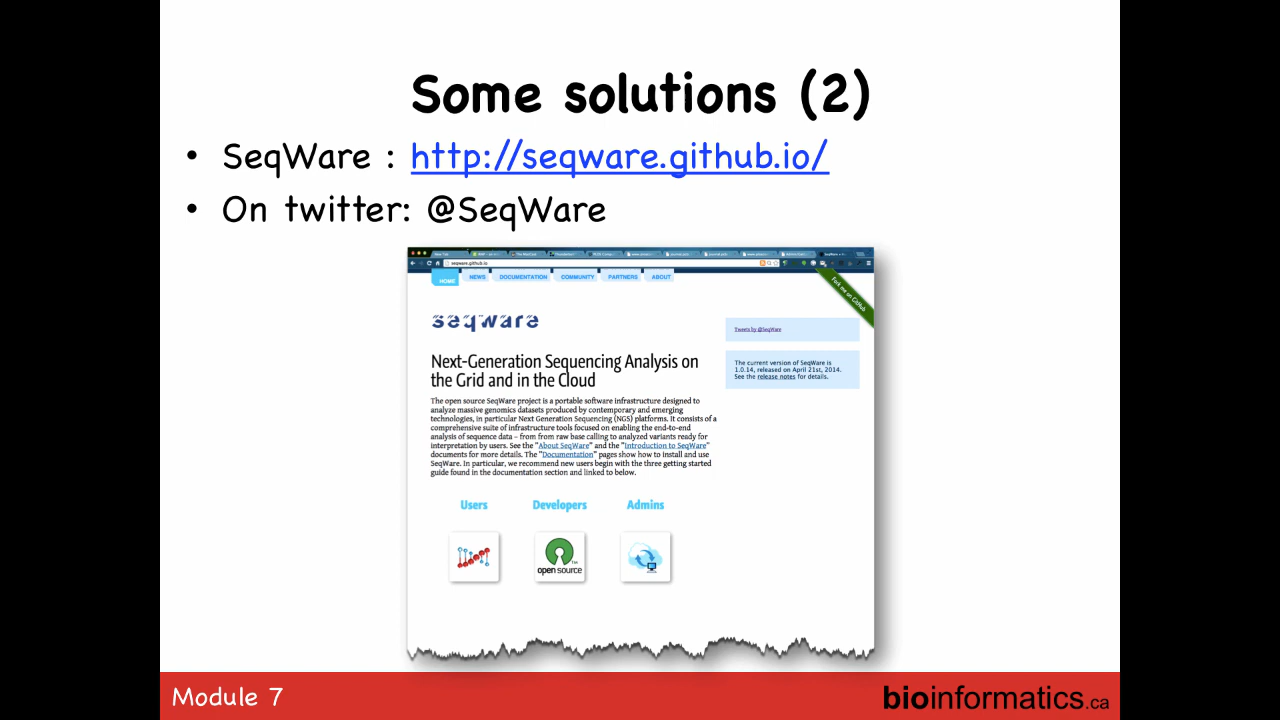 Some solutions (2)
• SeqWare : http://seqware.github.io/
• On twitter: @SeqWare
seqware.github.io
HOME NEWS DOCUMENTATION COMMUNITY PARTNERS ABOUT
Fork me on GitHub
seqware
Tweets by @SeqWare
Next-Generation Sequencing Analysis on
the Grid and in the Cloud
The current version of SeqWare is
1.0.14, released on April 21st, 2014.
See the release notes for details.
The open source SeqWare project is a portable software infrastructure designed to
analyze massive genomics datasets produced by contemporary and emerging
technologies, in particular Next Generation Sequencing (NGS) platforms. It consists of a
comprehensive suite of infrastructure tools focused on enabling the end-to-end
analysis of sequence data – from from raw base calling to analyzed variants ready for
interpretation by users. See the "About SeqWare" and the "Introduction to SeqWare"
documents for more details. The "Documentation" pages show how to install and use
SeqWare. In particular, we recommend new users begin with the three getting started
guide found in the documentation section and linked to below.
Users Developers Admins
open source
Module 7
bioinformatics.ca